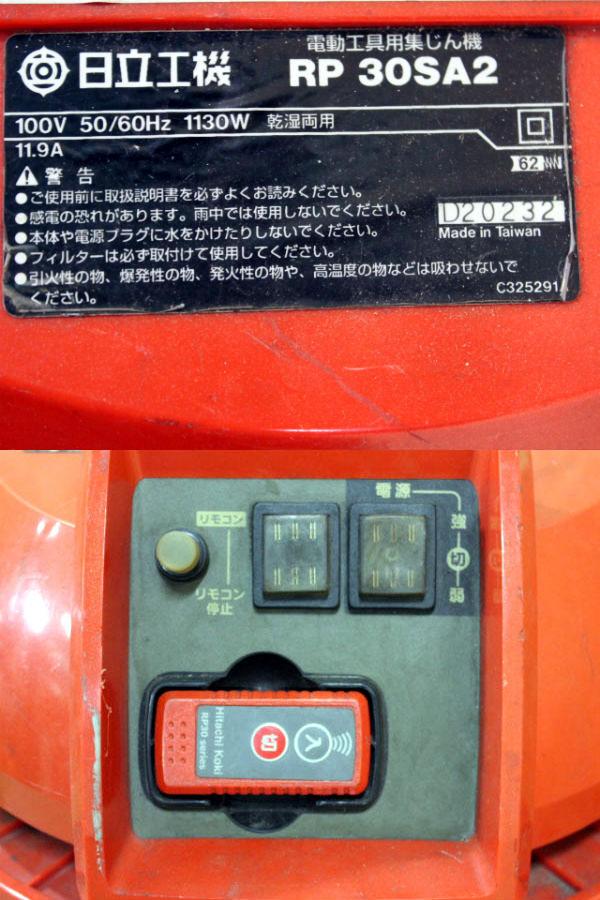 日立工機
電動工具用集じん機
RP 30SA2
100V 50/60Hz 1130W 乾湿両用
11.9A
62
警告
●ご使用前に取扱説明書を必ずよくお読みください。
●感電の恐れがあります。雨中では使用しないでください。
●本体や電源プラグに水をかけたりしないでください。
●フィルターは必ず取付けて使用してください。
●引火性の物、爆発性の物、発火性の物や、高温度の物などは吸わせないで
ください。
D20232
Made in Taiwan
C325291
電源
強
切
弱
リモコン
リモコン
停止
Hitachi Koki
RP30 series
切
入